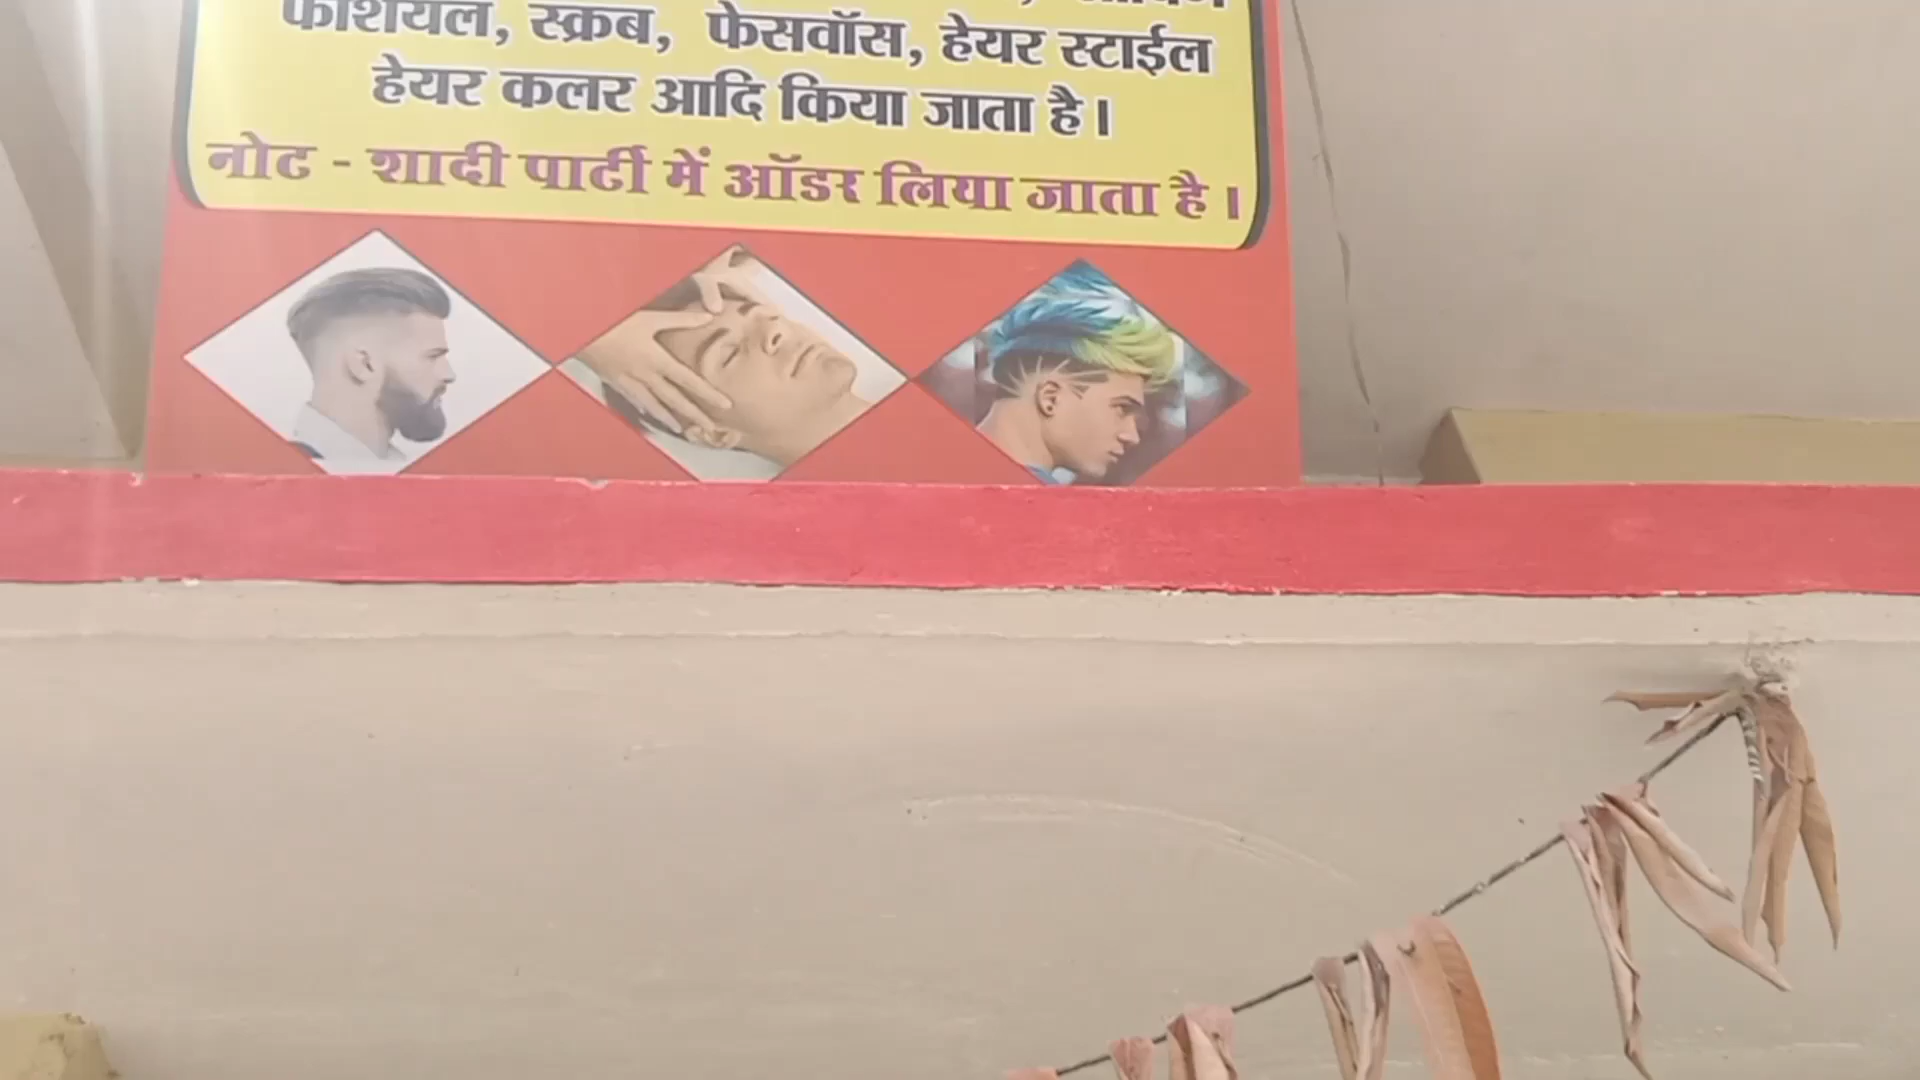 फेशियल, स्क्रब, फेसवॉस, हेयर स्टाईल
हेयर कलर आदि किया जाता है।
नोट - शादी पार्टी में ऑडर लिया जाता है।